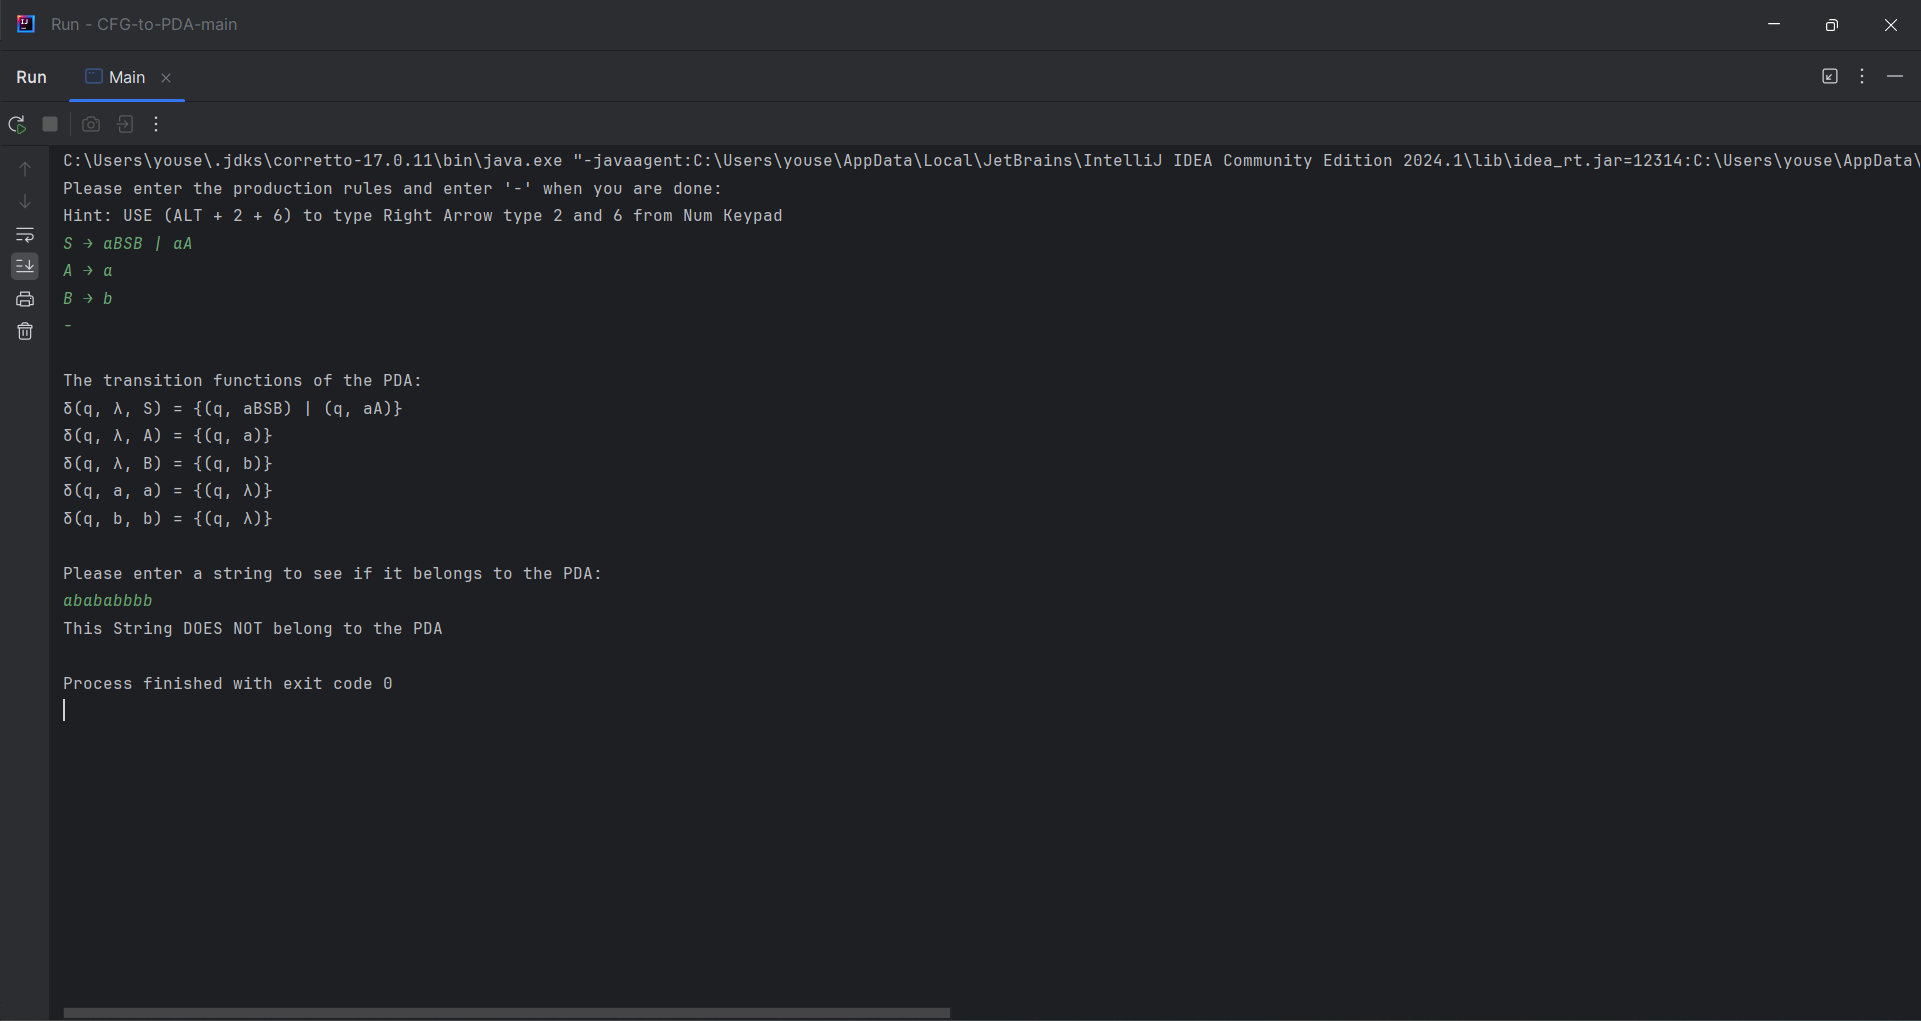 Run - CFG-to-PDA-main
Run Main
C:\Users\youse\.jdks\corretto-17.0.11\bin\java.exe "-javaagent:C:\Users\youse\AppData\Local\JetBrains\IntelliJ IDEA Community Edition 2024.1\lib\idea_rt.jar=12314:C:\Users\youse\AppData\
Please enter the production rules and enter '-' when you are done:
Hint: USE (ALT + 2 + 6) to type Right Arrow type 2 and 6 from Num Keypad
S → aBSB | aA
A → a
B → b
-
The transition functions of the PDA:
δ(q, λ, S) = {(q, aBSB) | (q, aA)}
δ(q, λ, A) = {(q, a)}
δ(q, λ, B) = {(q, b)}
δ(q, a, a) = {(q, λ)}
δ(q, b, b) = {(q, λ)}
Please enter a string to see if it belongs to the PDA:
abababbbb
This String DOES NOT belong to the PDA
Process finished with exit code 0